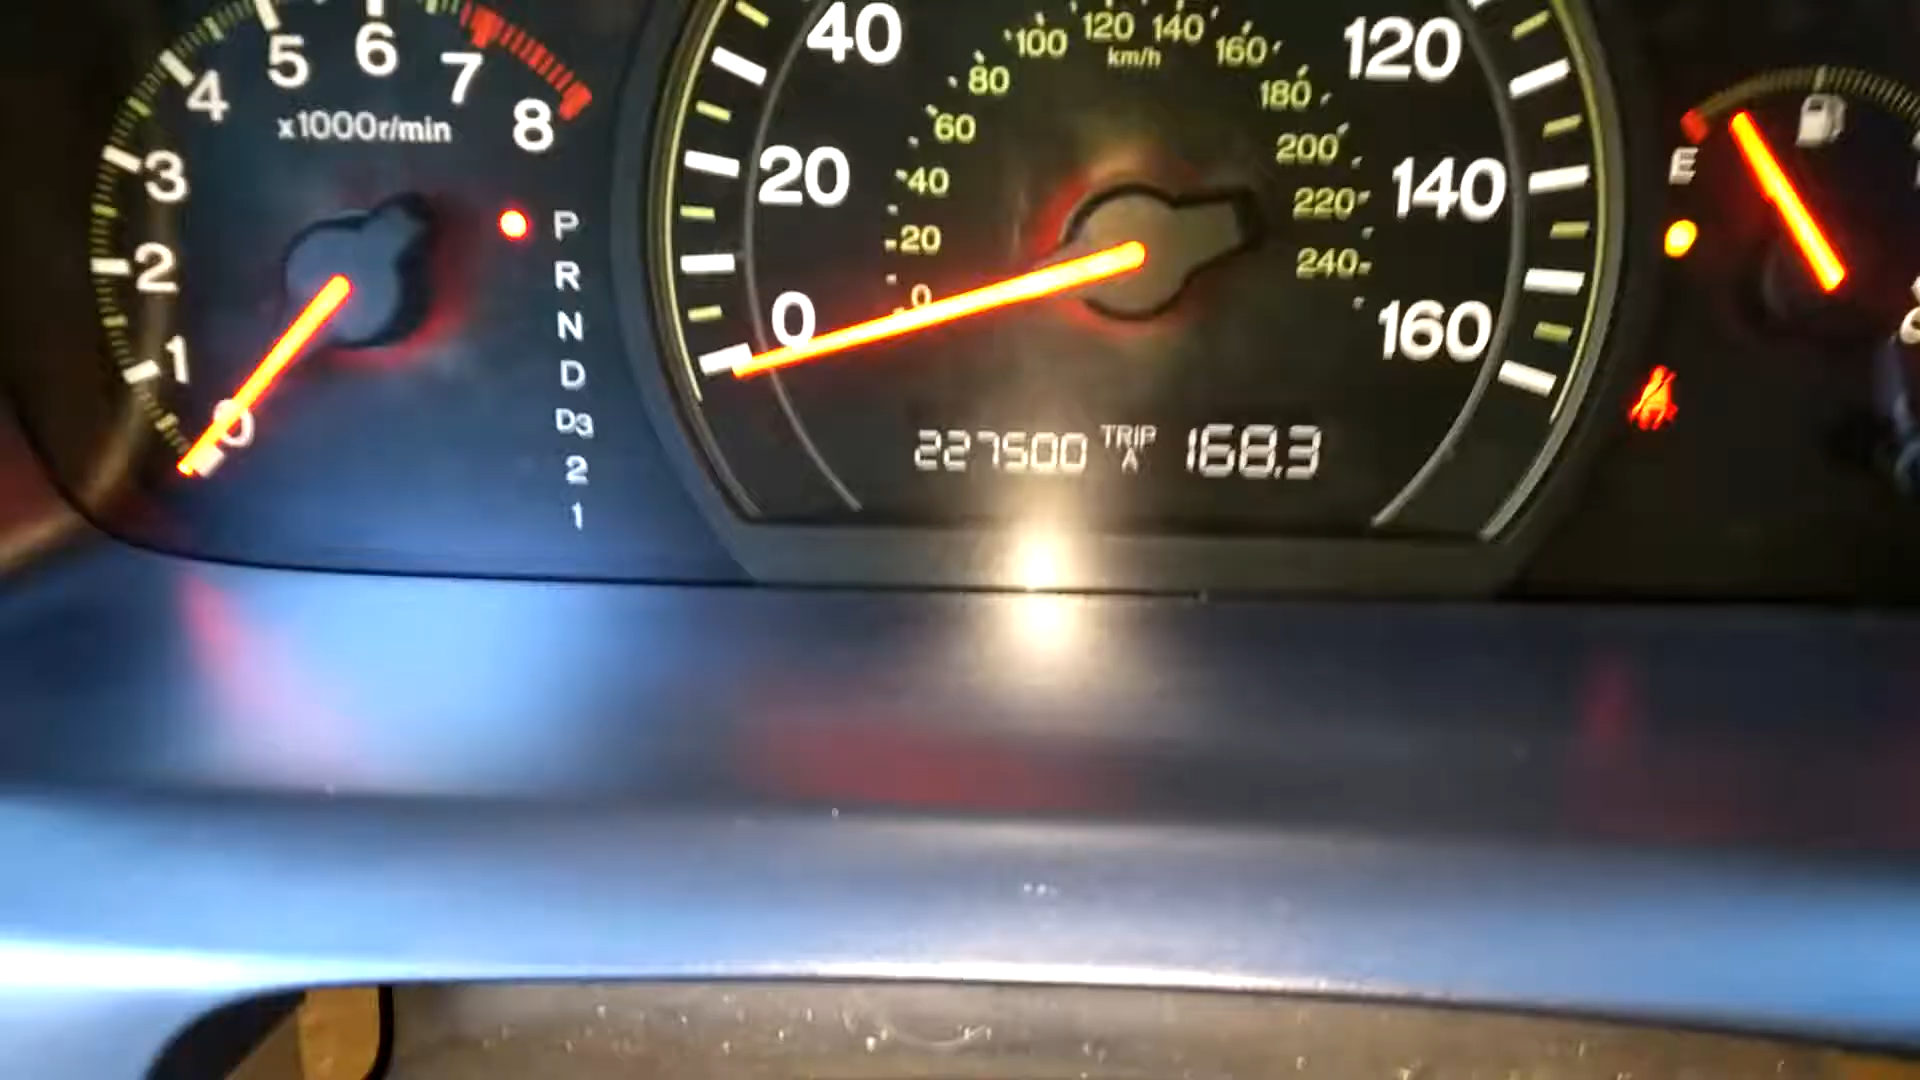 5 6 7
4 8
x1000r/min
3
2
1
0
P
R
N
D
D3
2
1
40 120
20 140
0 160
100 120 140 160
km/h
80 180
60 200
40 220
20 240
0
227500 TRIP A 168.3
E